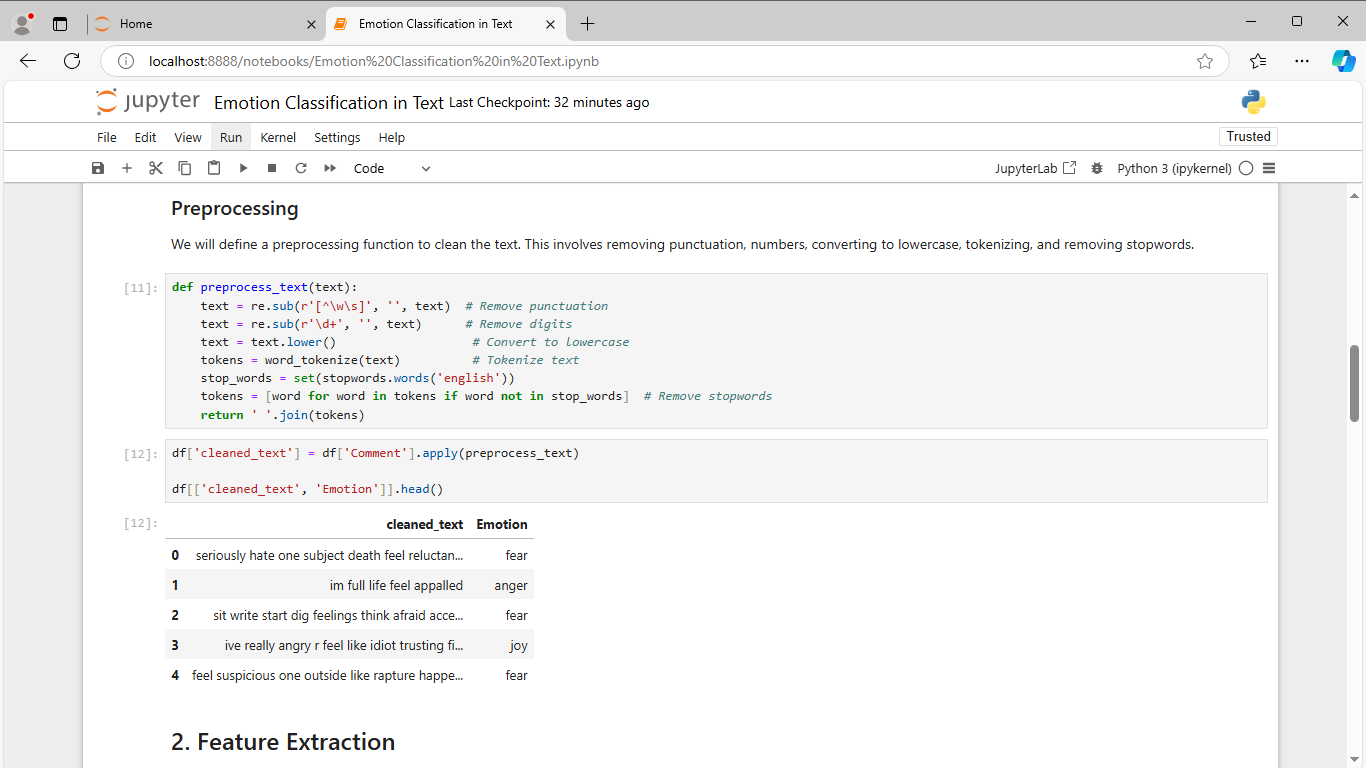 Home
Emotion Classification in Text
localhost:8888/notebooks/Emotion%20Classification%20in%20Text.ipynb
jupyter Emotion Classification in Text Last Checkpoint: 32 minutes ago
File Edit View Run Kernel Settings Help Trusted
Code JupyterLab Python 3 (ipykernel)
Preprocessing
We will define a preprocessing function to clean the text. This involves removing punctuation, numbers, converting to lowercase, tokenizing, and removing stopwords.
[11]: def preprocess_text(text):
    text = re.sub(r'[^\w\s]', '', text)  # Remove punctuation
    text = re.sub(r'\d+', '', text)      # Remove digits
    text = text.lower()                   # Convert to lowercase
    tokens = word_tokenize(text)          # Tokenize text
    stop_words = set(stopwords.words('english'))
    tokens = [word for word in tokens if word not in stop_words]  # Remove stopwords
    return ' '.join(tokens)
[12]: df['cleaned_text'] = df['Comment'].apply(preprocess_text)
df[['cleaned_text', 'Emotion']].head()
[12]: cleaned_text Emotion
0 seriously hate one subject death feel reluctan... fear
1 im full life feel appalled anger
2 sit write start dig feelings think afraid acce... fear
3 ive really angry r feel like idiot trusting fi... joy
4 feel suspicious one outside like rapture happe... fear
2. Feature Extraction